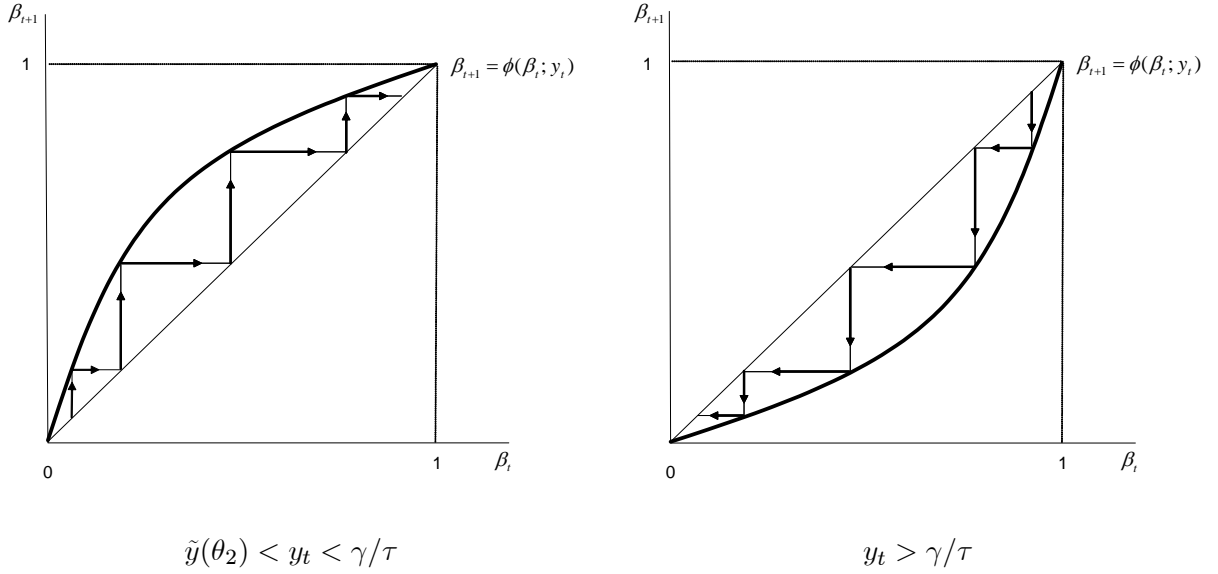 β_{t+1}
1
β_{t+1} = ϕ(β_t; y_t)
0
1
β_t
ỹ(θ_2) < y_t < γ/τ
β_{t+1}
1
β_{t+1} = ϕ(β_t; y_t)
0
1
β_t
y_t > γ/τ